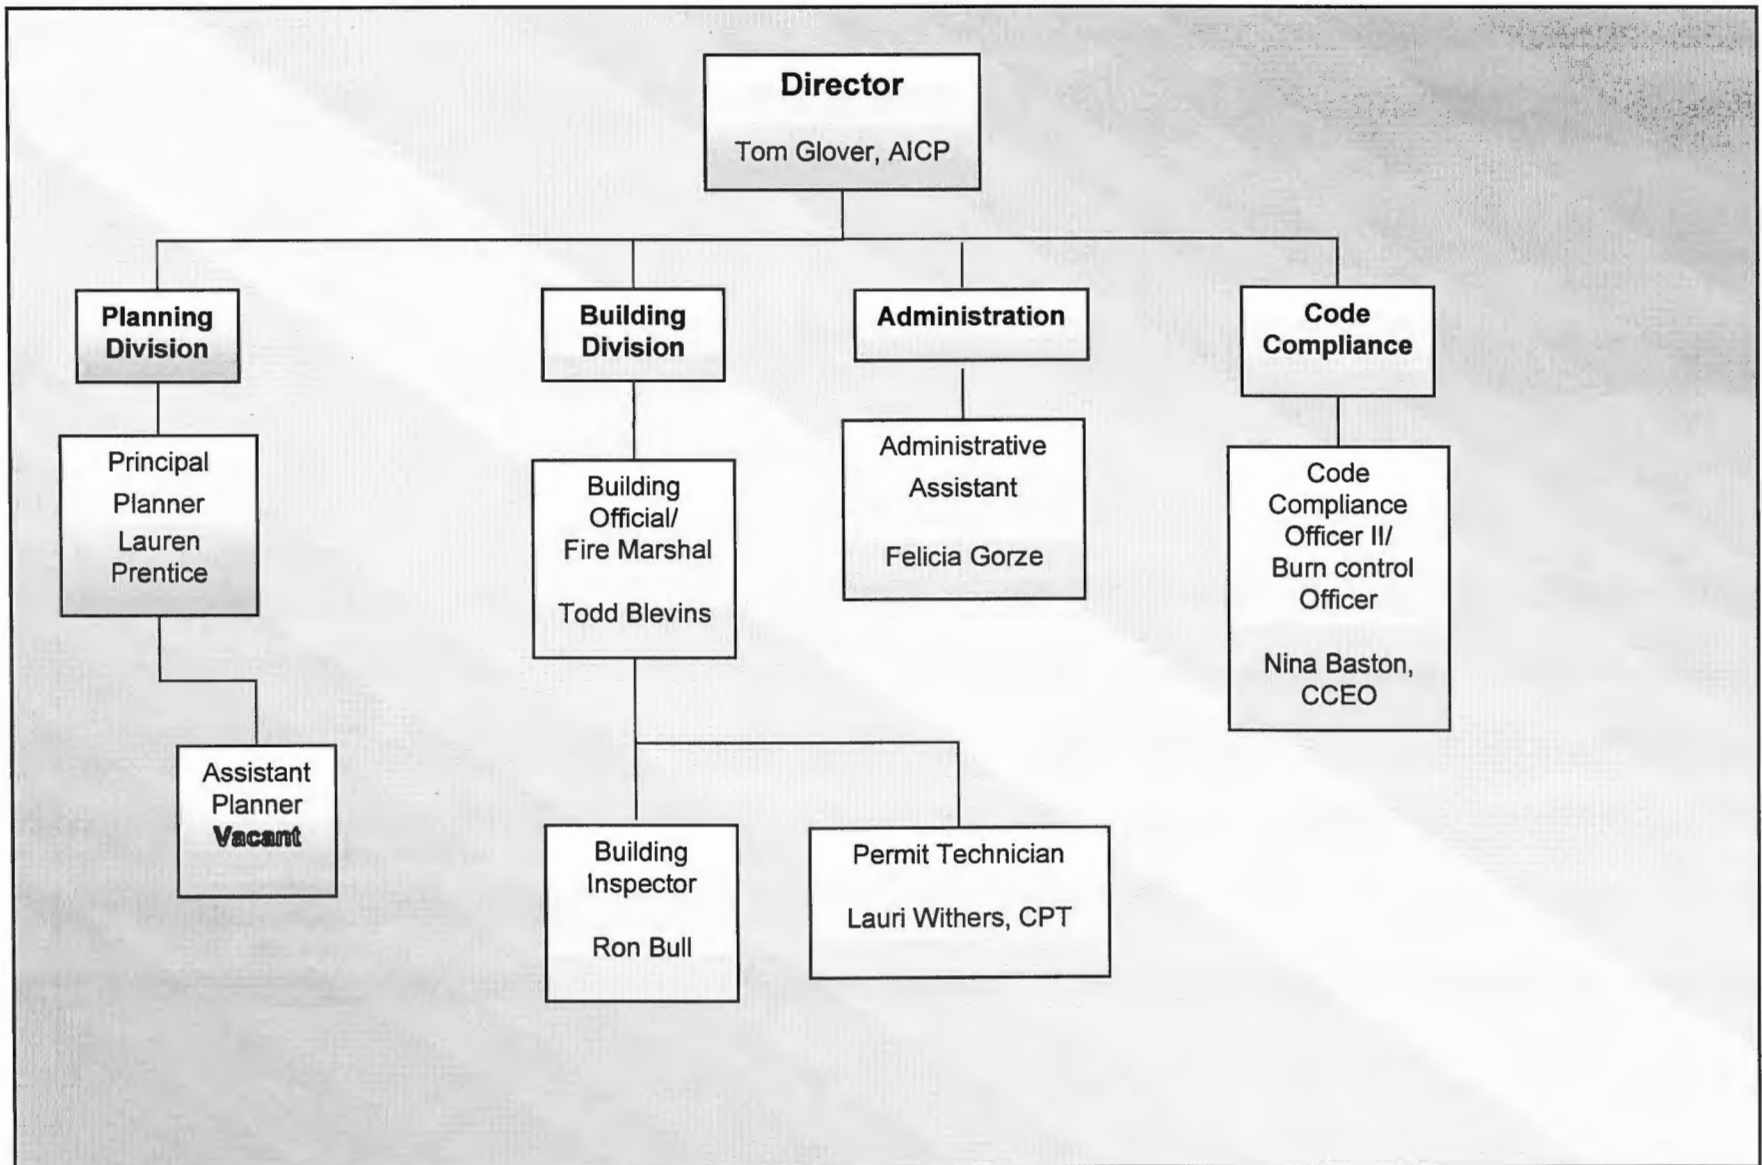 Director
Tom Glover, AICP
Planning
Division
Building
Division
Administration
Code
Compliance
Principal
Planner
Lauren
Prentice
Building
Official/
Fire Marshal
Todd Blevins
Administrative
Assistant
Felicia Gorze
Code
Compliance
Officer II/
Burn control
Officer
Nina Baston,
CCEO
Assistant
Planner
Vacant
Building
Inspector
Ron Bull
Permit Technician
Lauri Withers, CPT